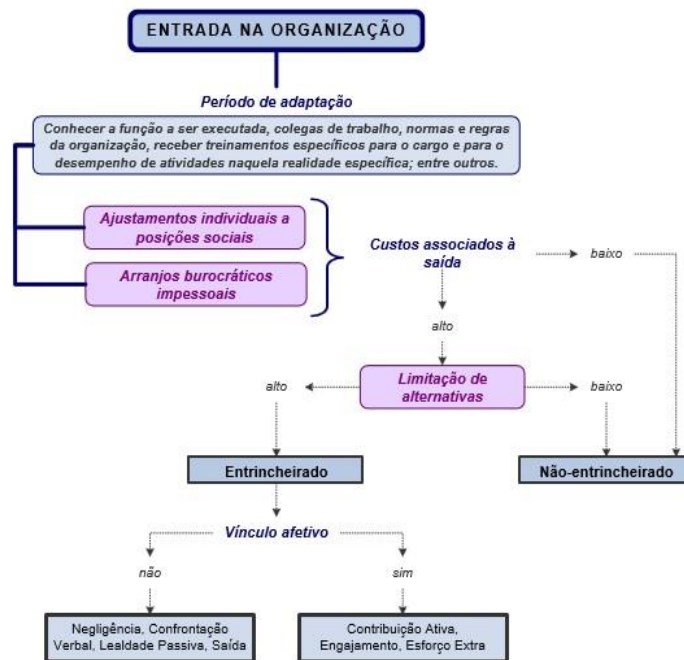 ENTRADA NA ORGANIZAÇÃO
Período de adaptação
Conhecer a função a ser executada, colegas de trabalho, normas e regras
da organização, receber treinamentos específicos para o cargo e para o
desempenho de atividades naquela realidade específica; entre outros.
Ajustamentos individuais a
posições sociais
Arranjos burocráticos
impessoais
Custos associados à
saída
baixo
alto
Limitação de
alternativas
alto
baixo
Entrincheirado
Não-entrincheirado
Vínculo afetivo
não
sim
Negligência, Confrontação
Verbal, Lealdade Passiva, Saída
Contribuição Ativa,
Engajamento, Esforço Extra